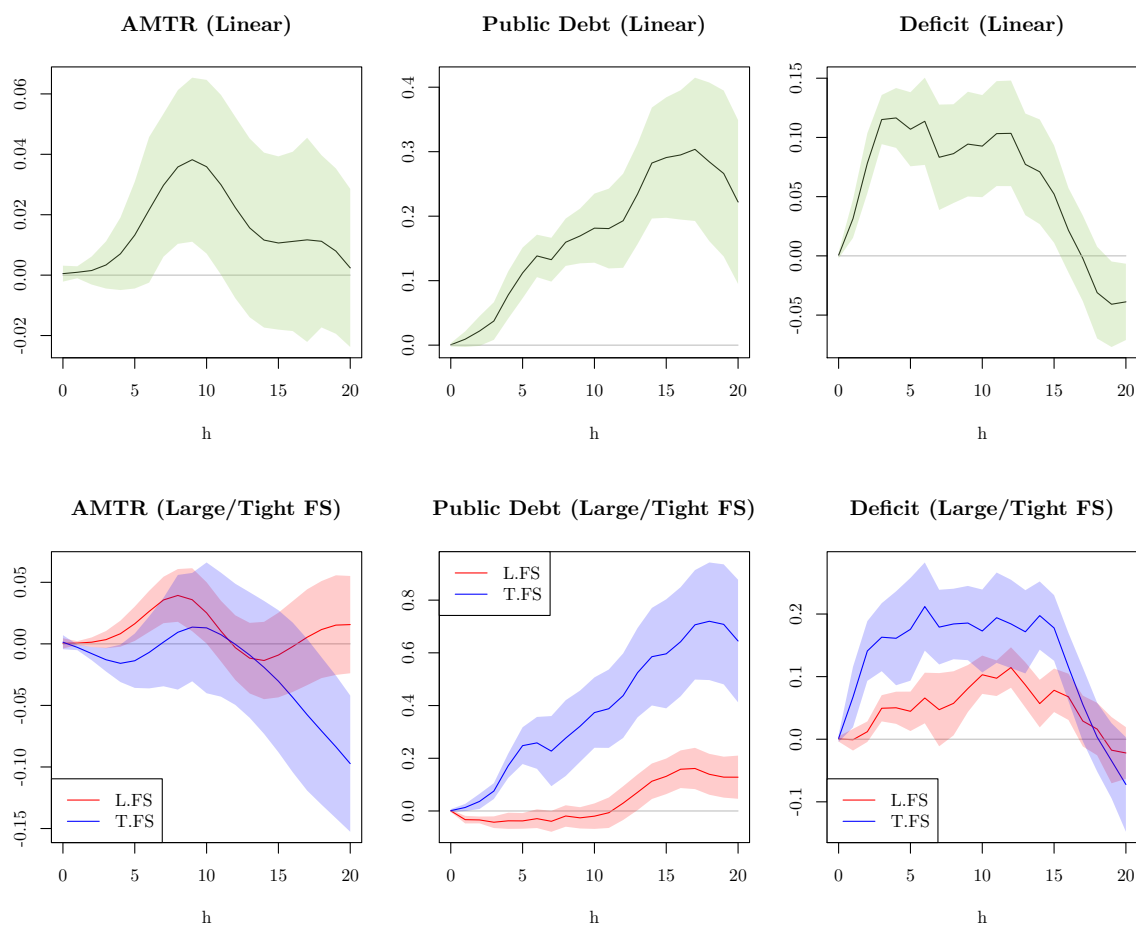 AMTR (Linear)
Public Debt (Linear)
Deficit (Linear)
0.06
0.04
0.02
0.00
-0.02
0 5 10 15 20
h
0.4
0.3
0.2
0.1
0.0
0 5 10 15 20
h
0.15
0.10
0.05
0.00
-0.05
0 5 10 15 20
h
AMTR (Large/Tight FS)
Public Debt (Large/Tight FS)
Deficit (Large/Tight FS)
0.05
0.00
-0.05
-0.10
-0.15
L.FS
T.FS
0 5 10 15 20
h
L.FS
T.FS
0.8
0.6
0.4
0.2
0.0
0 5 10 15 20
h
0.2
0.1
0.0
-0.1
L.FS
T.FS
0 5 10 15 20
h